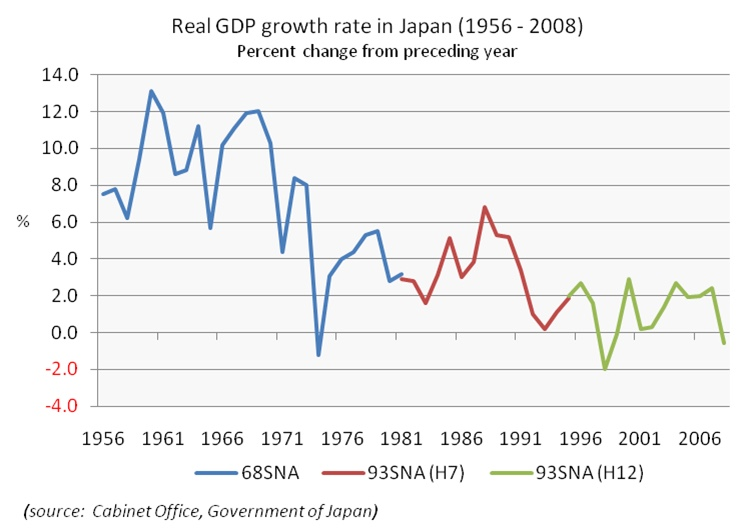 Real GDP growth rate in Japan (1956 - 2008)
Percent change from preceding year
14.0
12.0
10.0
8.0
6.0
4.0
2.0
0.0
-2.0
-4.0
%
1956 1961 1966 1971 1976 1981 1986 1991 1996 2001 2006
68SNA 93SNA (H7) 93SNA (H12)
(source: Cabinet Office, Government of Japan)